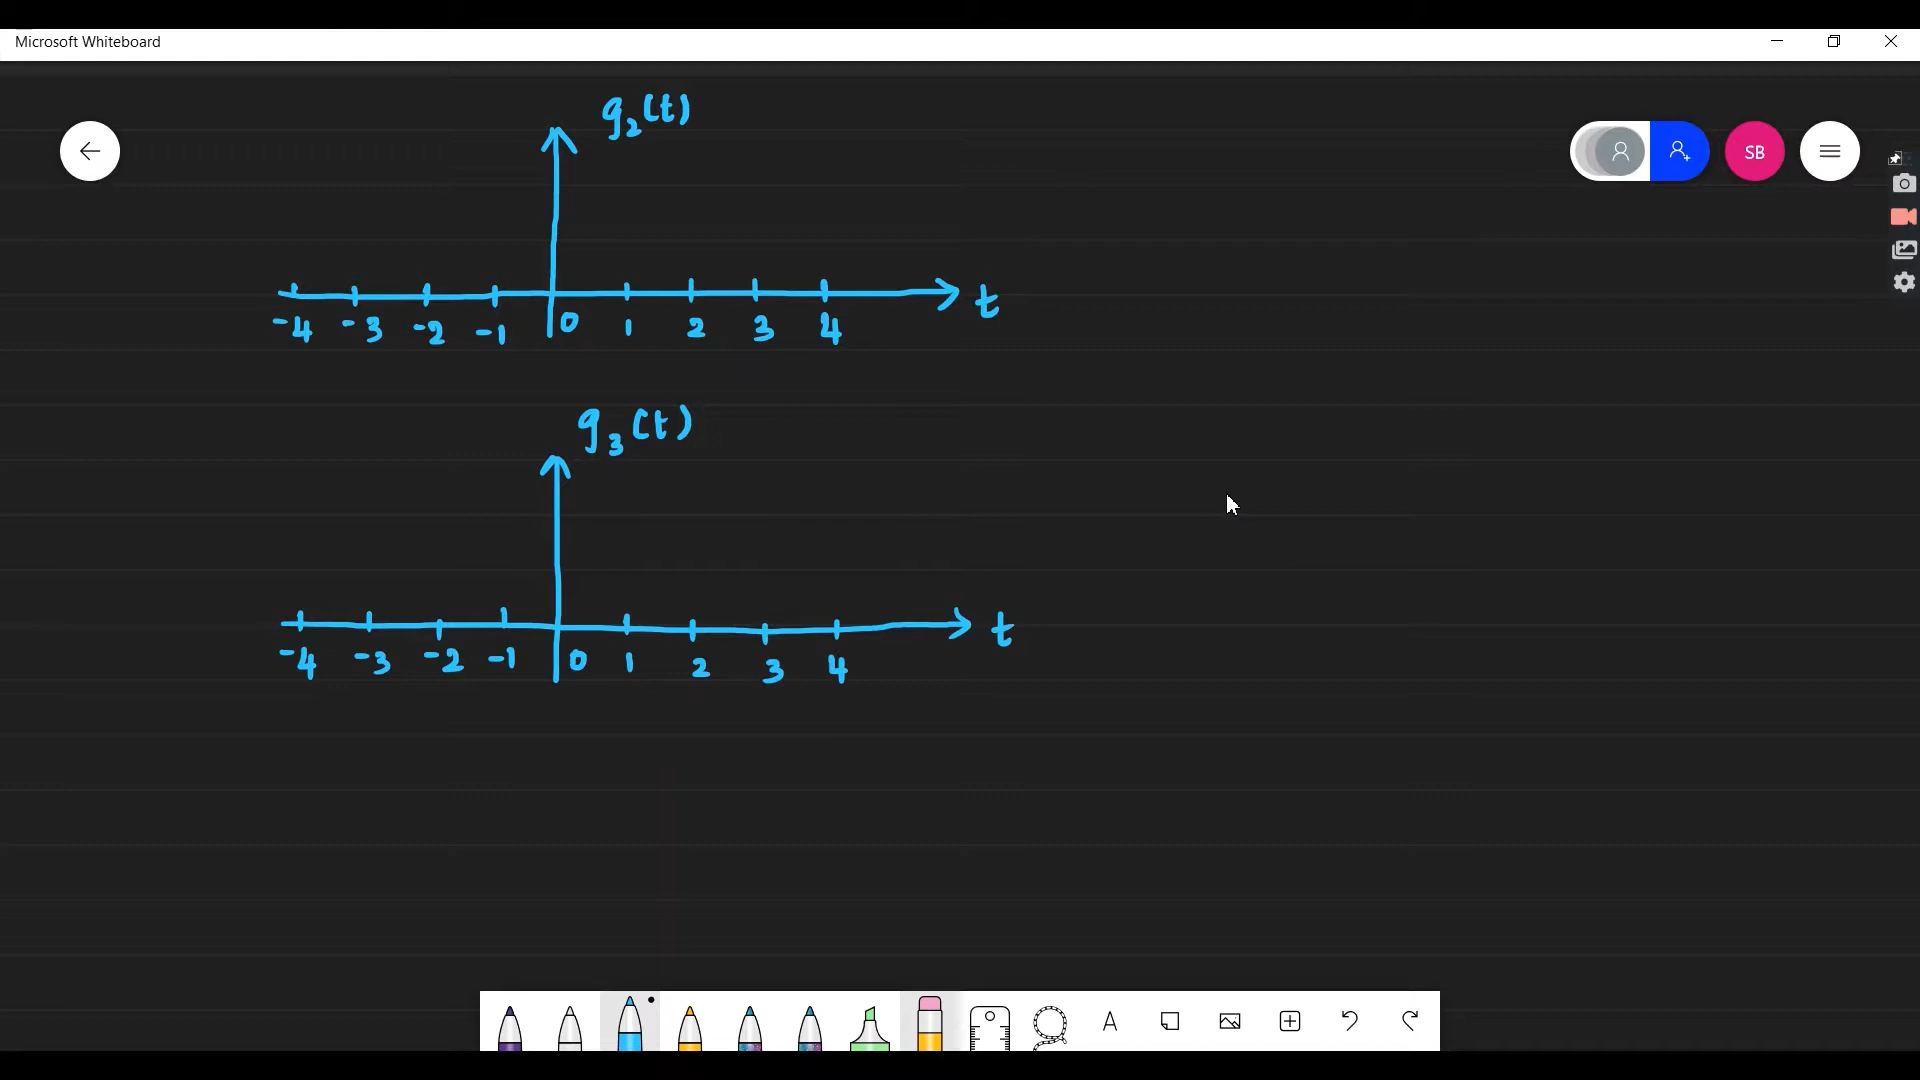 Microsoft Whiteboard
g₂(t)
SB
t
-4 -3 -2 -1 0 1 2 3 4
g₃(t)
t
-4 -3 -2 -1 0 1 2 3 4
A